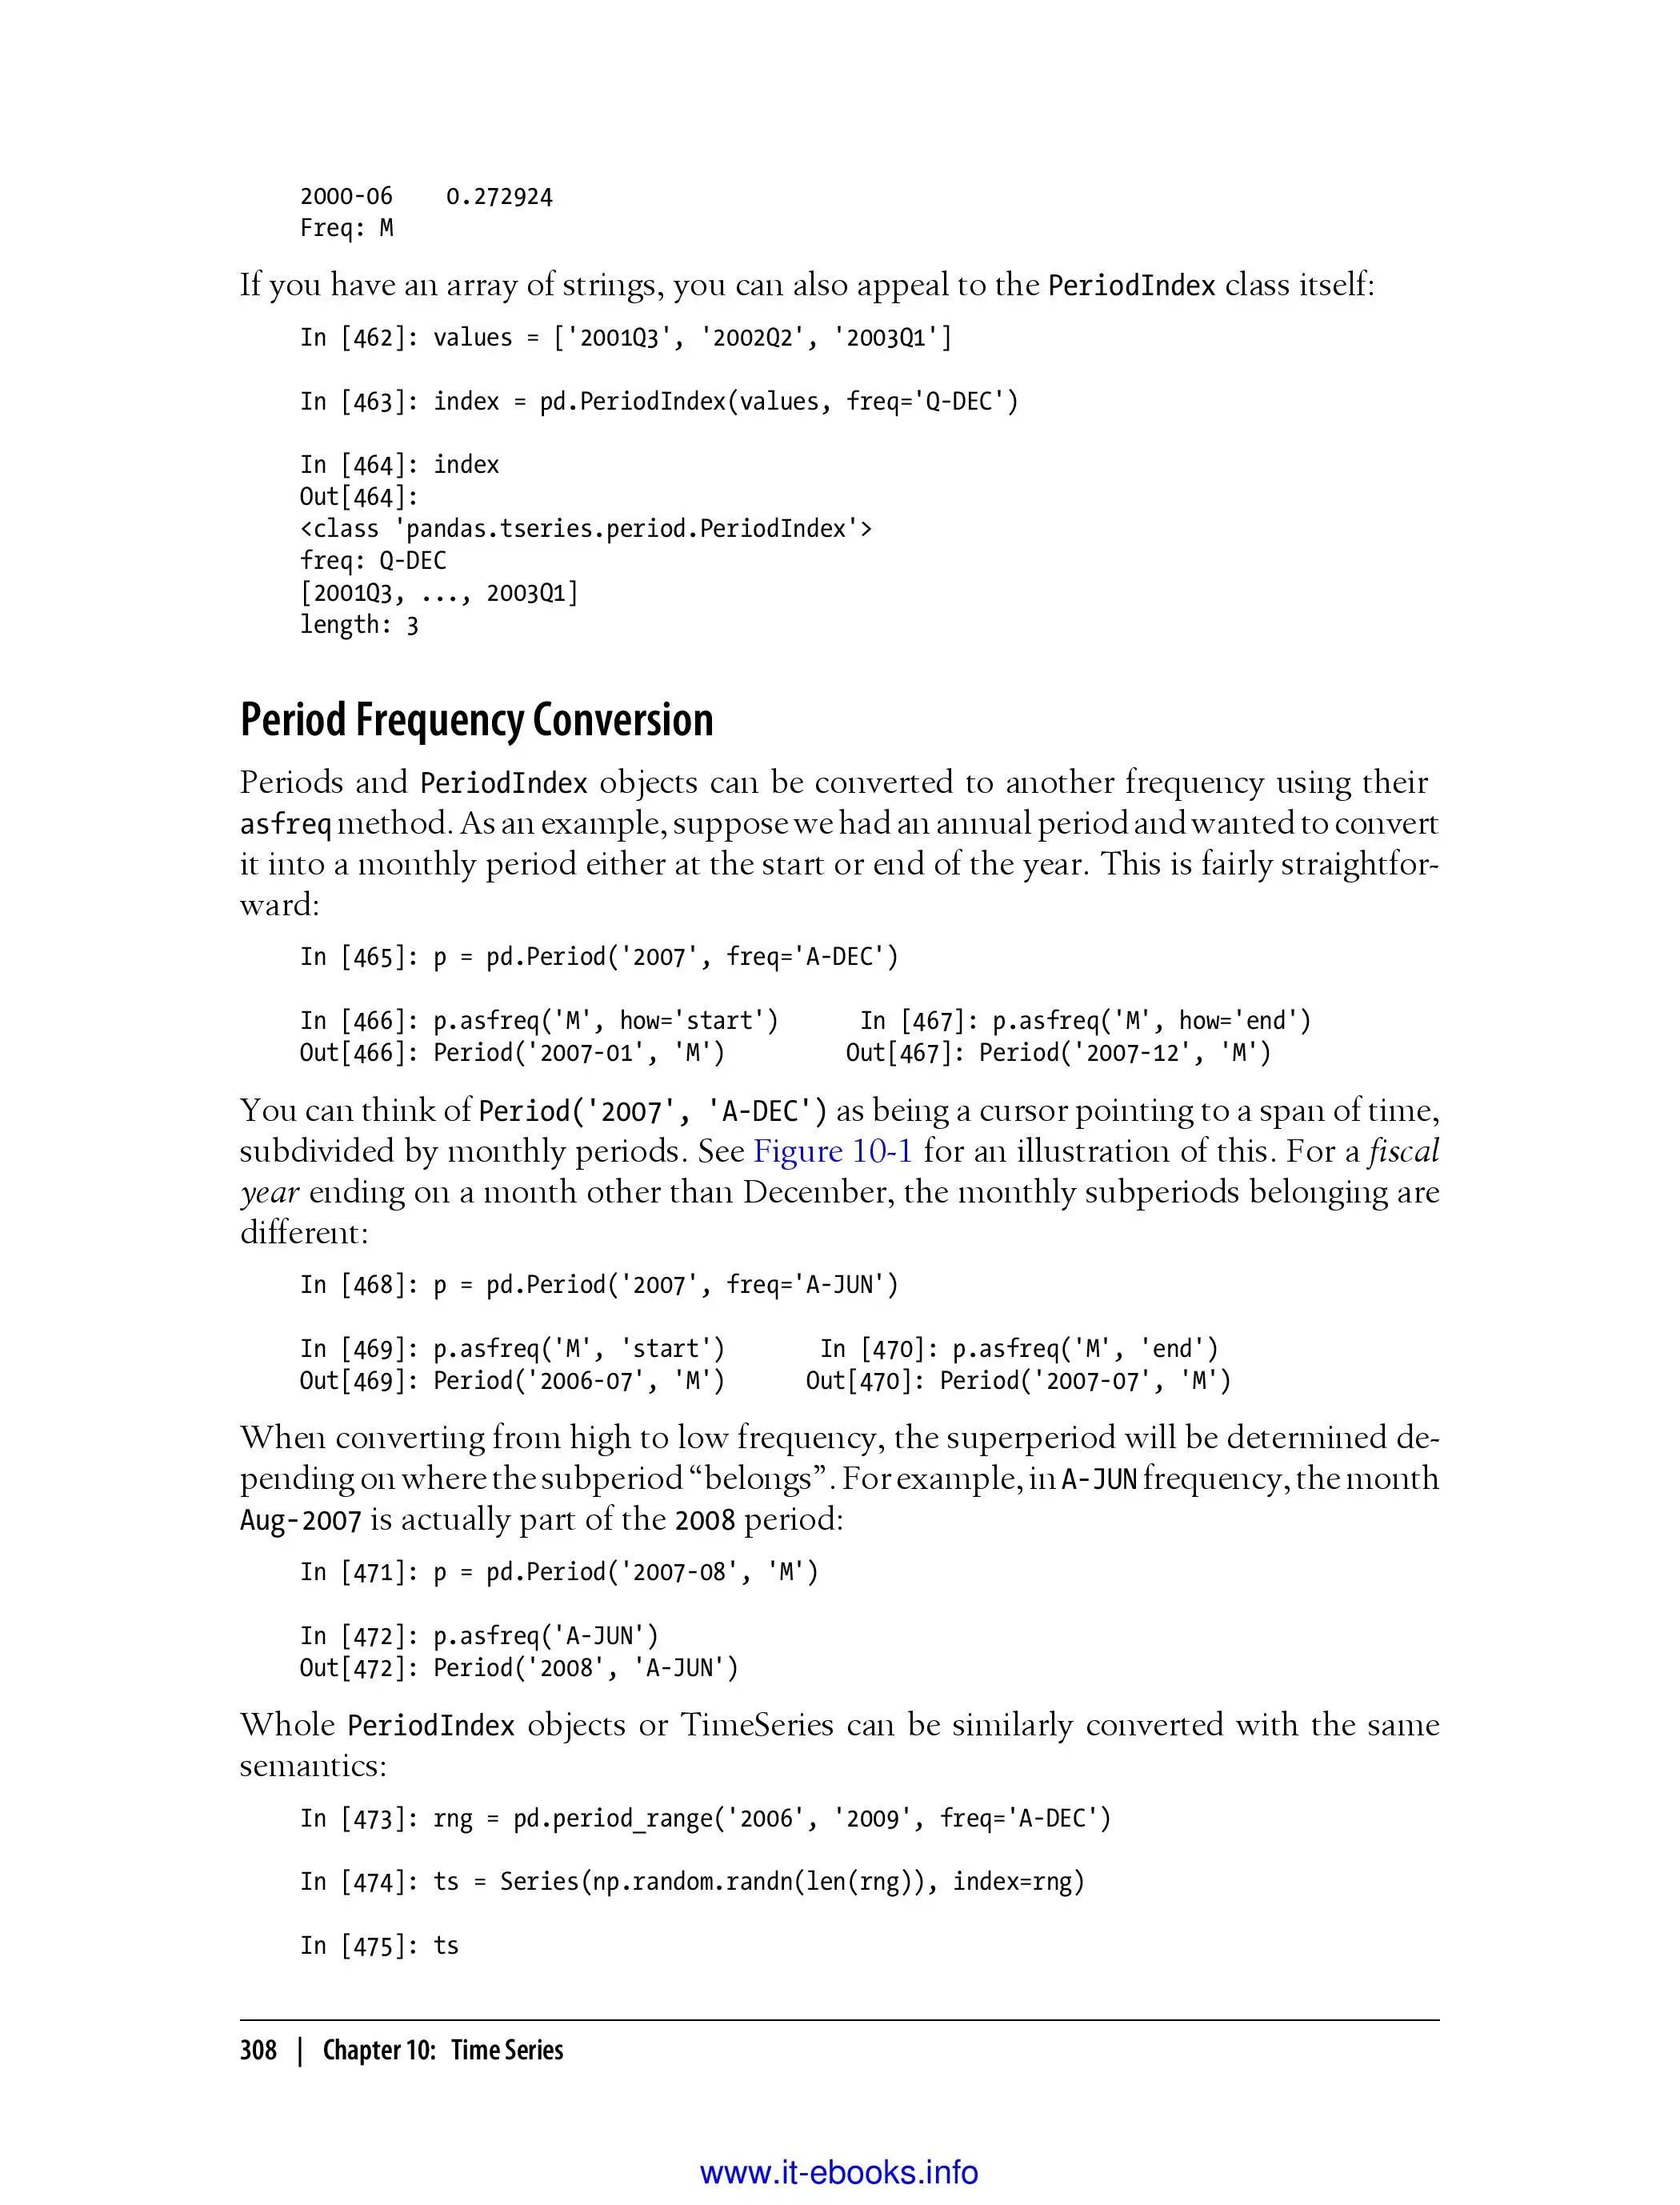 2000-06    0.272924
Freq: M
If you have an array of strings, you can also appeal to the PeriodIndex class itself:
In [462]: values = ['2001Q3', '2002Q2', '2003Q1']
In [463]: index = pd.PeriodIndex(values, freq='Q-DEC')
In [464]: index
Out[464]:
<class 'pandas.tseries.period.PeriodIndex'>
freq: Q-DEC
[2001Q3, ..., 2003Q1]
length: 3
Period Frequency Conversion
Periods and PeriodIndex objects can be converted to another frequency using their
asfreq method. As an example, suppose we had an annual period and wanted to convert
it into a monthly period either at the start or end of the year. This is fairly straightfor-
ward:
In [465]: p = pd.Period('2007', freq='A-DEC')
In [466]: p.asfreq('M', how='start')      In [467]: p.asfreq('M', how='end')
Out[466]: Period('2007-01', 'M')         Out[467]: Period('2007-12', 'M')
You can think of Period('2007', 'A-DEC') as being a cursor pointing to a span of time,
subdivided by monthly periods. See Figure 10-1 for an illustration of this. For a fiscal
year ending on a month other than December, the monthly subperiods belonging are
different:
In [468]: p = pd.Period('2007', freq='A-JUN')
In [469]: p.asfreq('M', 'start')       In [470]: p.asfreq('M', 'end')
Out[469]: Period('2006-07', 'M')      Out[470]: Period('2007-07', 'M')
When converting from high to low frequency, the superperiod will be determined de-
pending on where the subperiod “belongs”. For example, in A-JUN frequency, the month
Aug-2007 is actually part of the 2008 period:
In [471]: p = pd.Period('2007-08', 'M')
In [472]: p.asfreq('A-JUN')
Out[472]: Period('2008', 'A-JUN')
Whole PeriodIndex objects or TimeSeries can be similarly converted with the same
semantics:
In [473]: rng = pd.period_range('2006', '2009', freq='A-DEC')
In [474]: ts = Series(np.random.randn(len(rng)), index=rng)
In [475]: ts
308 | Chapter 10: Time Series
www.it-ebooks.info